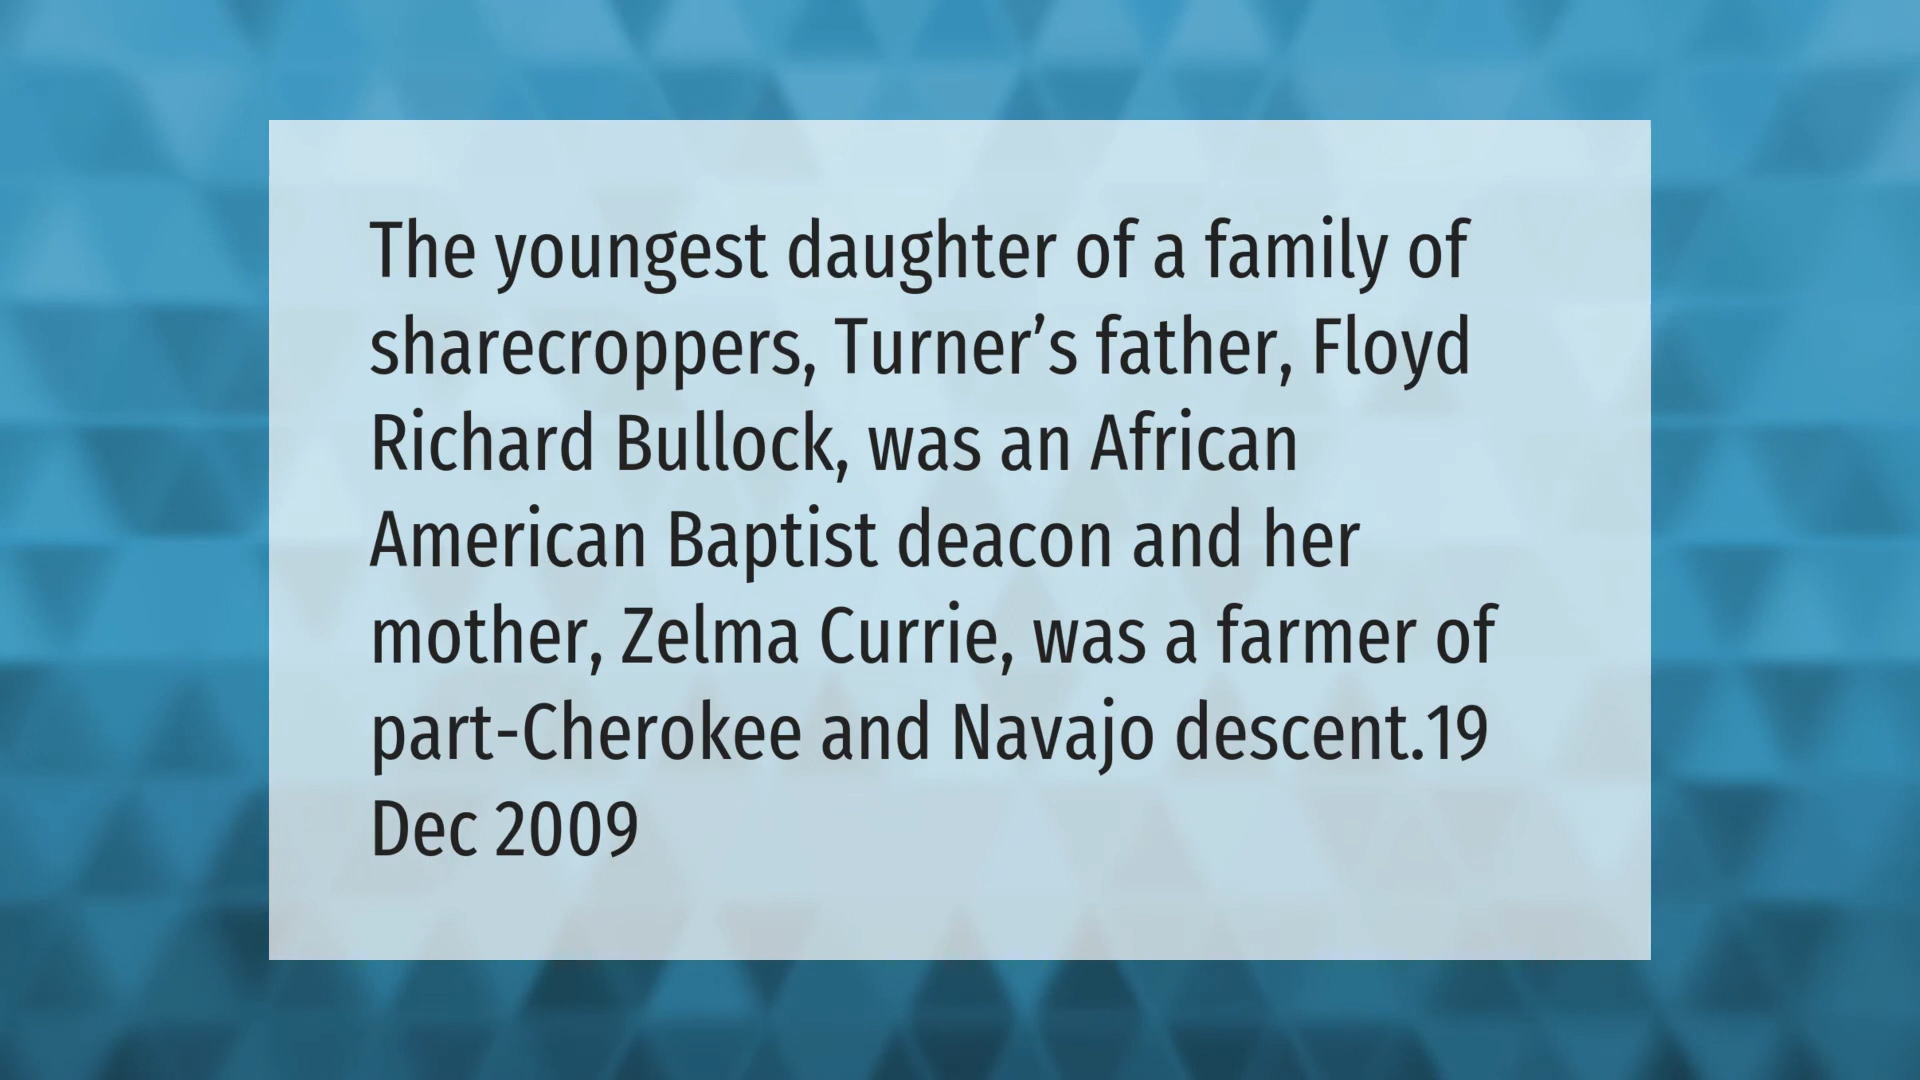 The youngest daughter of a family of
sharecroppers, Turner’s father, Floyd
Richard Bullock, was an African
American Baptist deacon and her
mother, Zelma Currie, was a farmer of
part-Cherokee and Navajo descent.19
Dec 2009